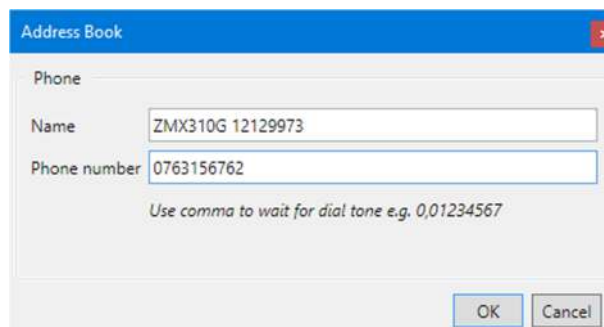 Address Book
Phone
Name
ZMX310G 12129973
Phone number
0763156762
Use comma to wait for dial tone e.g. 0,01234567
OK
Cancel